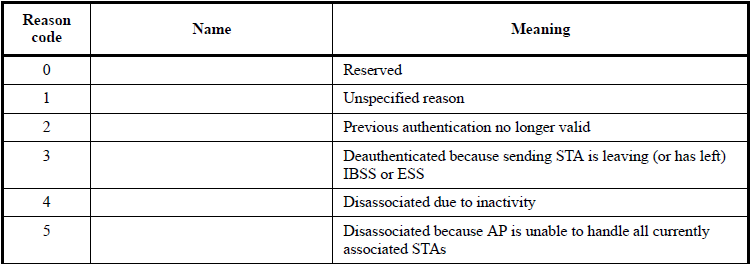 Reason code Name Meaning
0 Reserved
1 Unspecified reason
2 Previous authentication no longer valid
3 Deauthenticated because sending STA is leaving (or has left)
IBSS or ESS
4 Disassociated due to inactivity
5 Disassociated because AP is unable to handle all currently
associated STAs